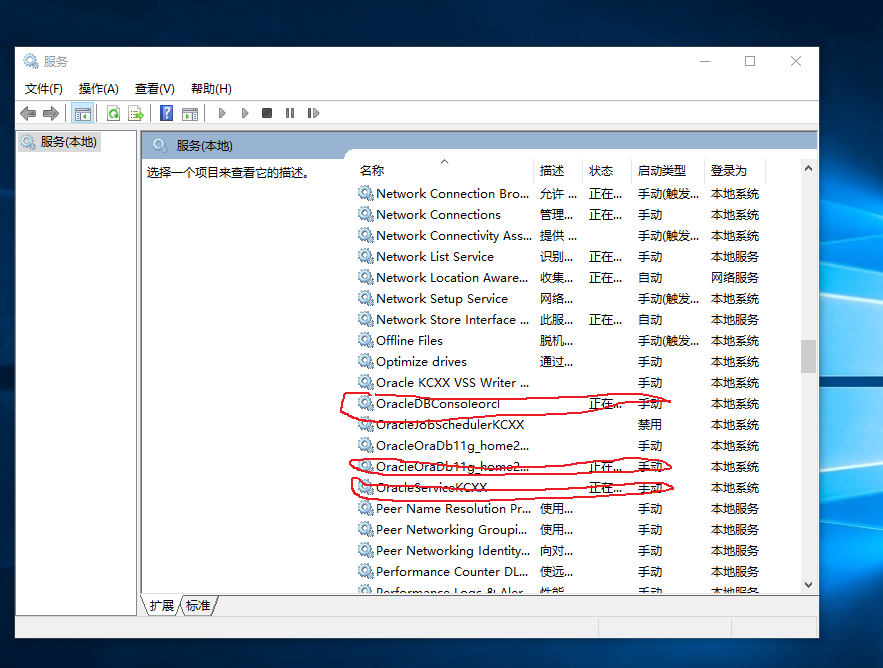 服务
文件(F) 操作(A) 查看(V) 帮助(H)
服务(本地)
服务(本地)
选择一个项目来查看它的描述。
名称 描述 状态 启动类型 登录为
Network Connection Bro... 允许 ... 正在... 手动(触发... 本地系统
Network Connections 管理... 正在... 手动 本地系统
Network Connectivity Ass... 提供 ... 手动(触发... 本地系统
Network List Service 识别... 正在... 手动 本地服务
Network Location Aware... 收集... 正在... 自动 网络服务
Network Setup Service 网络... 手动(触发... 本地系统
Network Store Interface ... 此服... 正在... 自动 本地服务
Offline Files 脱机... 手动(触发... 本地系统
Optimize drives 通过... 手动 本地系统
Oracle KCXX VSS Writer ... 手动 本地系统
OracleDBConsoleorcl 正在... 手动 本地系统
OracleJobSchedulerKCXX 禁用 本地系统
OracleOraDb11g_home2... 手动 本地系统
OracleOraDb11g_home2... 正在... 手动 本地系统
OracleServiceKCXX 正在... 手动 本地系统
Peer Name Resolution Pr... 使用... 手动 本地服务
Peer Networking Groupi... 使用... 手动 本地服务
Peer Networking Identity... 向对... 手动 本地服务
Performance Counter DL... 使远... 手动 本地服务
Performance Logs & Aler... 性能... 手动 本地服务
扩展 标准